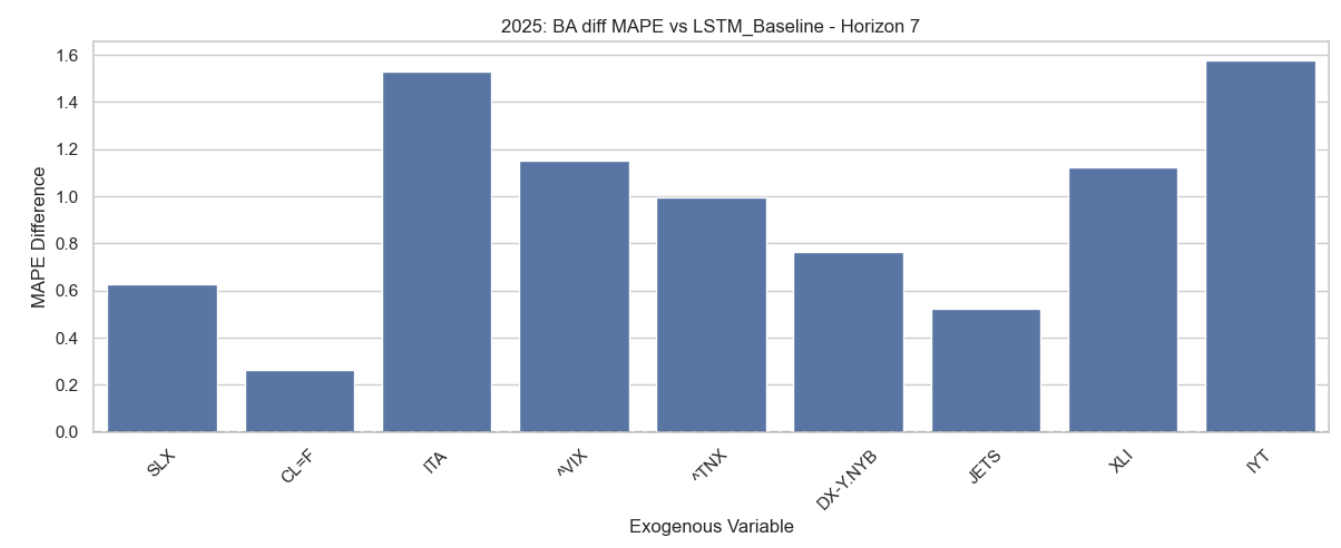 2025: BA diff MAPE vs LSTM_Baseline - Horizon 7
MAPE Difference
1.6
1.4
1.2
1.0
0.8
0.6
0.4
0.2
0.0
SLX
CL=F
ITA
^VIX
^TNX
DX-Y.NYB
JETS
XLI
IYT
Exogenous Variable